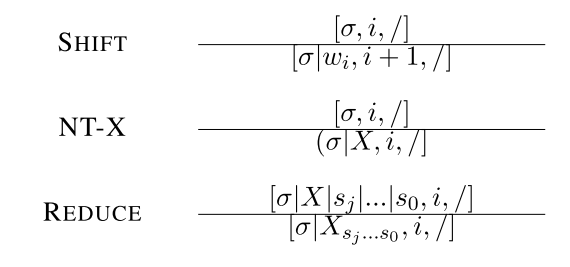 SHIFT
[σ, i, /]
[σ|w_i, i + 1, /]
NT-X
[σ, i, /]
(σ|X, i, /]
REDUCE
[σ|X|s_j|...|s_0, i, /]
[σ|X_{s_j...s_0}, i, /]